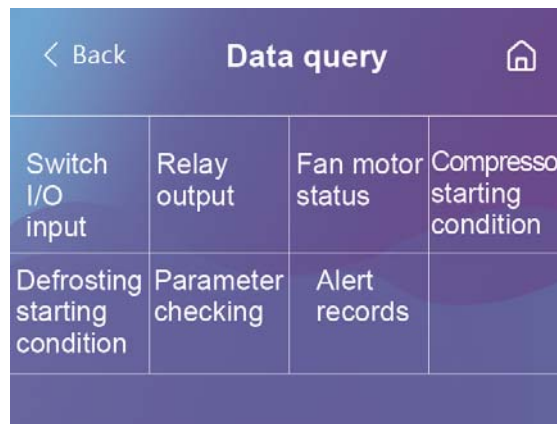 Back
Data query
Switch
I/O
input
Relay
output
Fan motor
status
Compresso
starting
condition
Defrosting
starting
condition
Parameter
checking
Alert
records